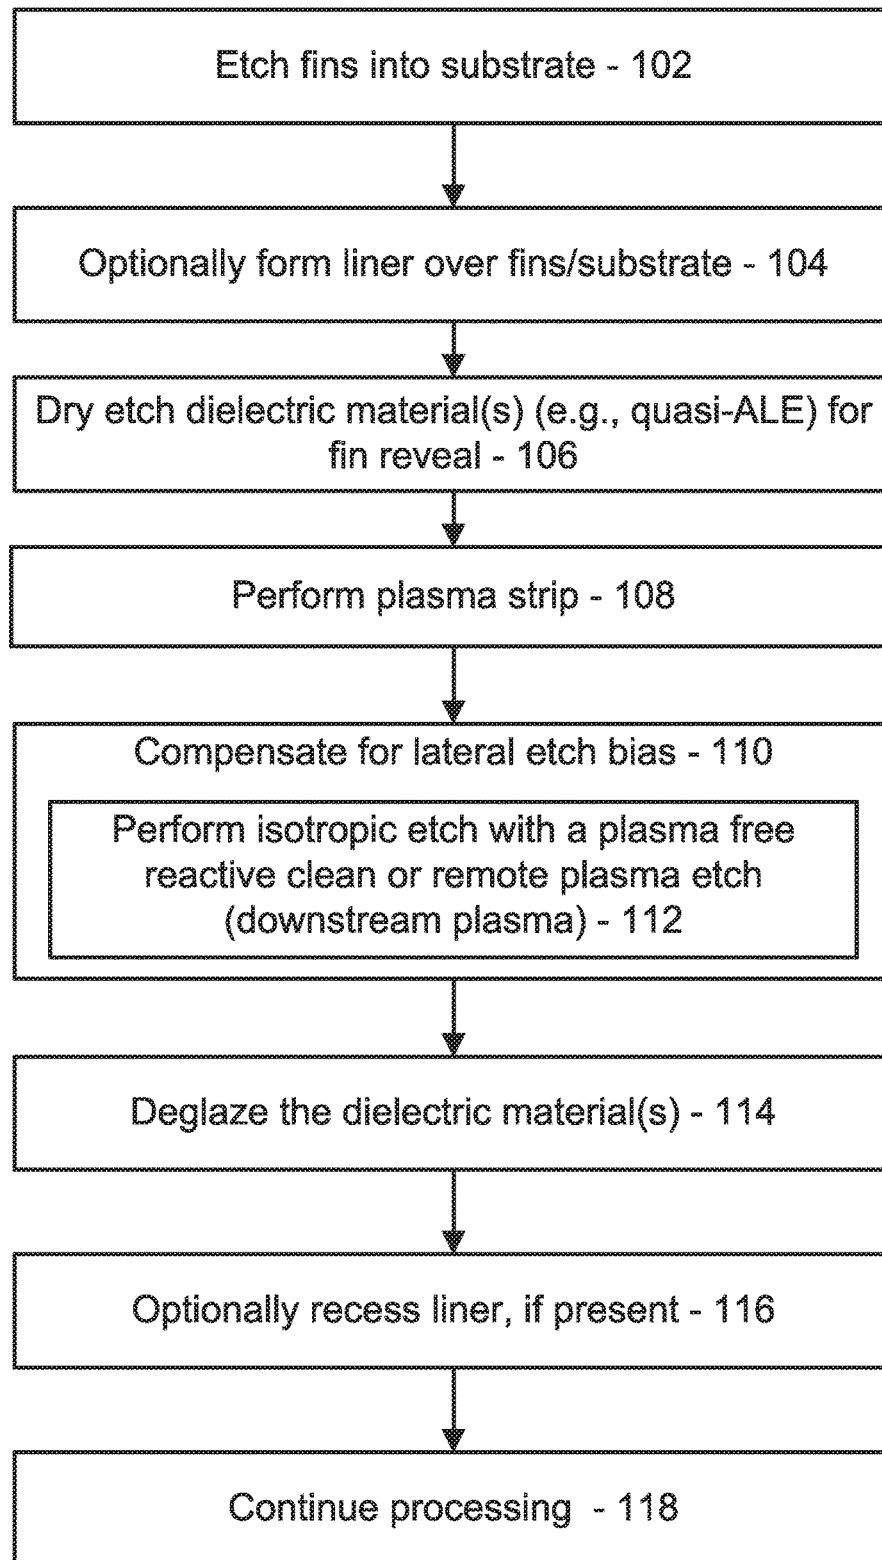 Etch fins into substrate - 102
Optionally form liner over fins/substrate - 104
Dry etch dielectric material(s) (e.g., quasi-ALE) for
fin reveal - 106
Perform plasma strip - 108
Compensate for lateral etch bias - 110
Perform isotropic etch with a plasma free
reactive clean or remote plasma etch
(downstream plasma) - 112
Deglaze the dielectric material(s) - 114
Optionally recess liner, if present - 116
Continue processing - 118